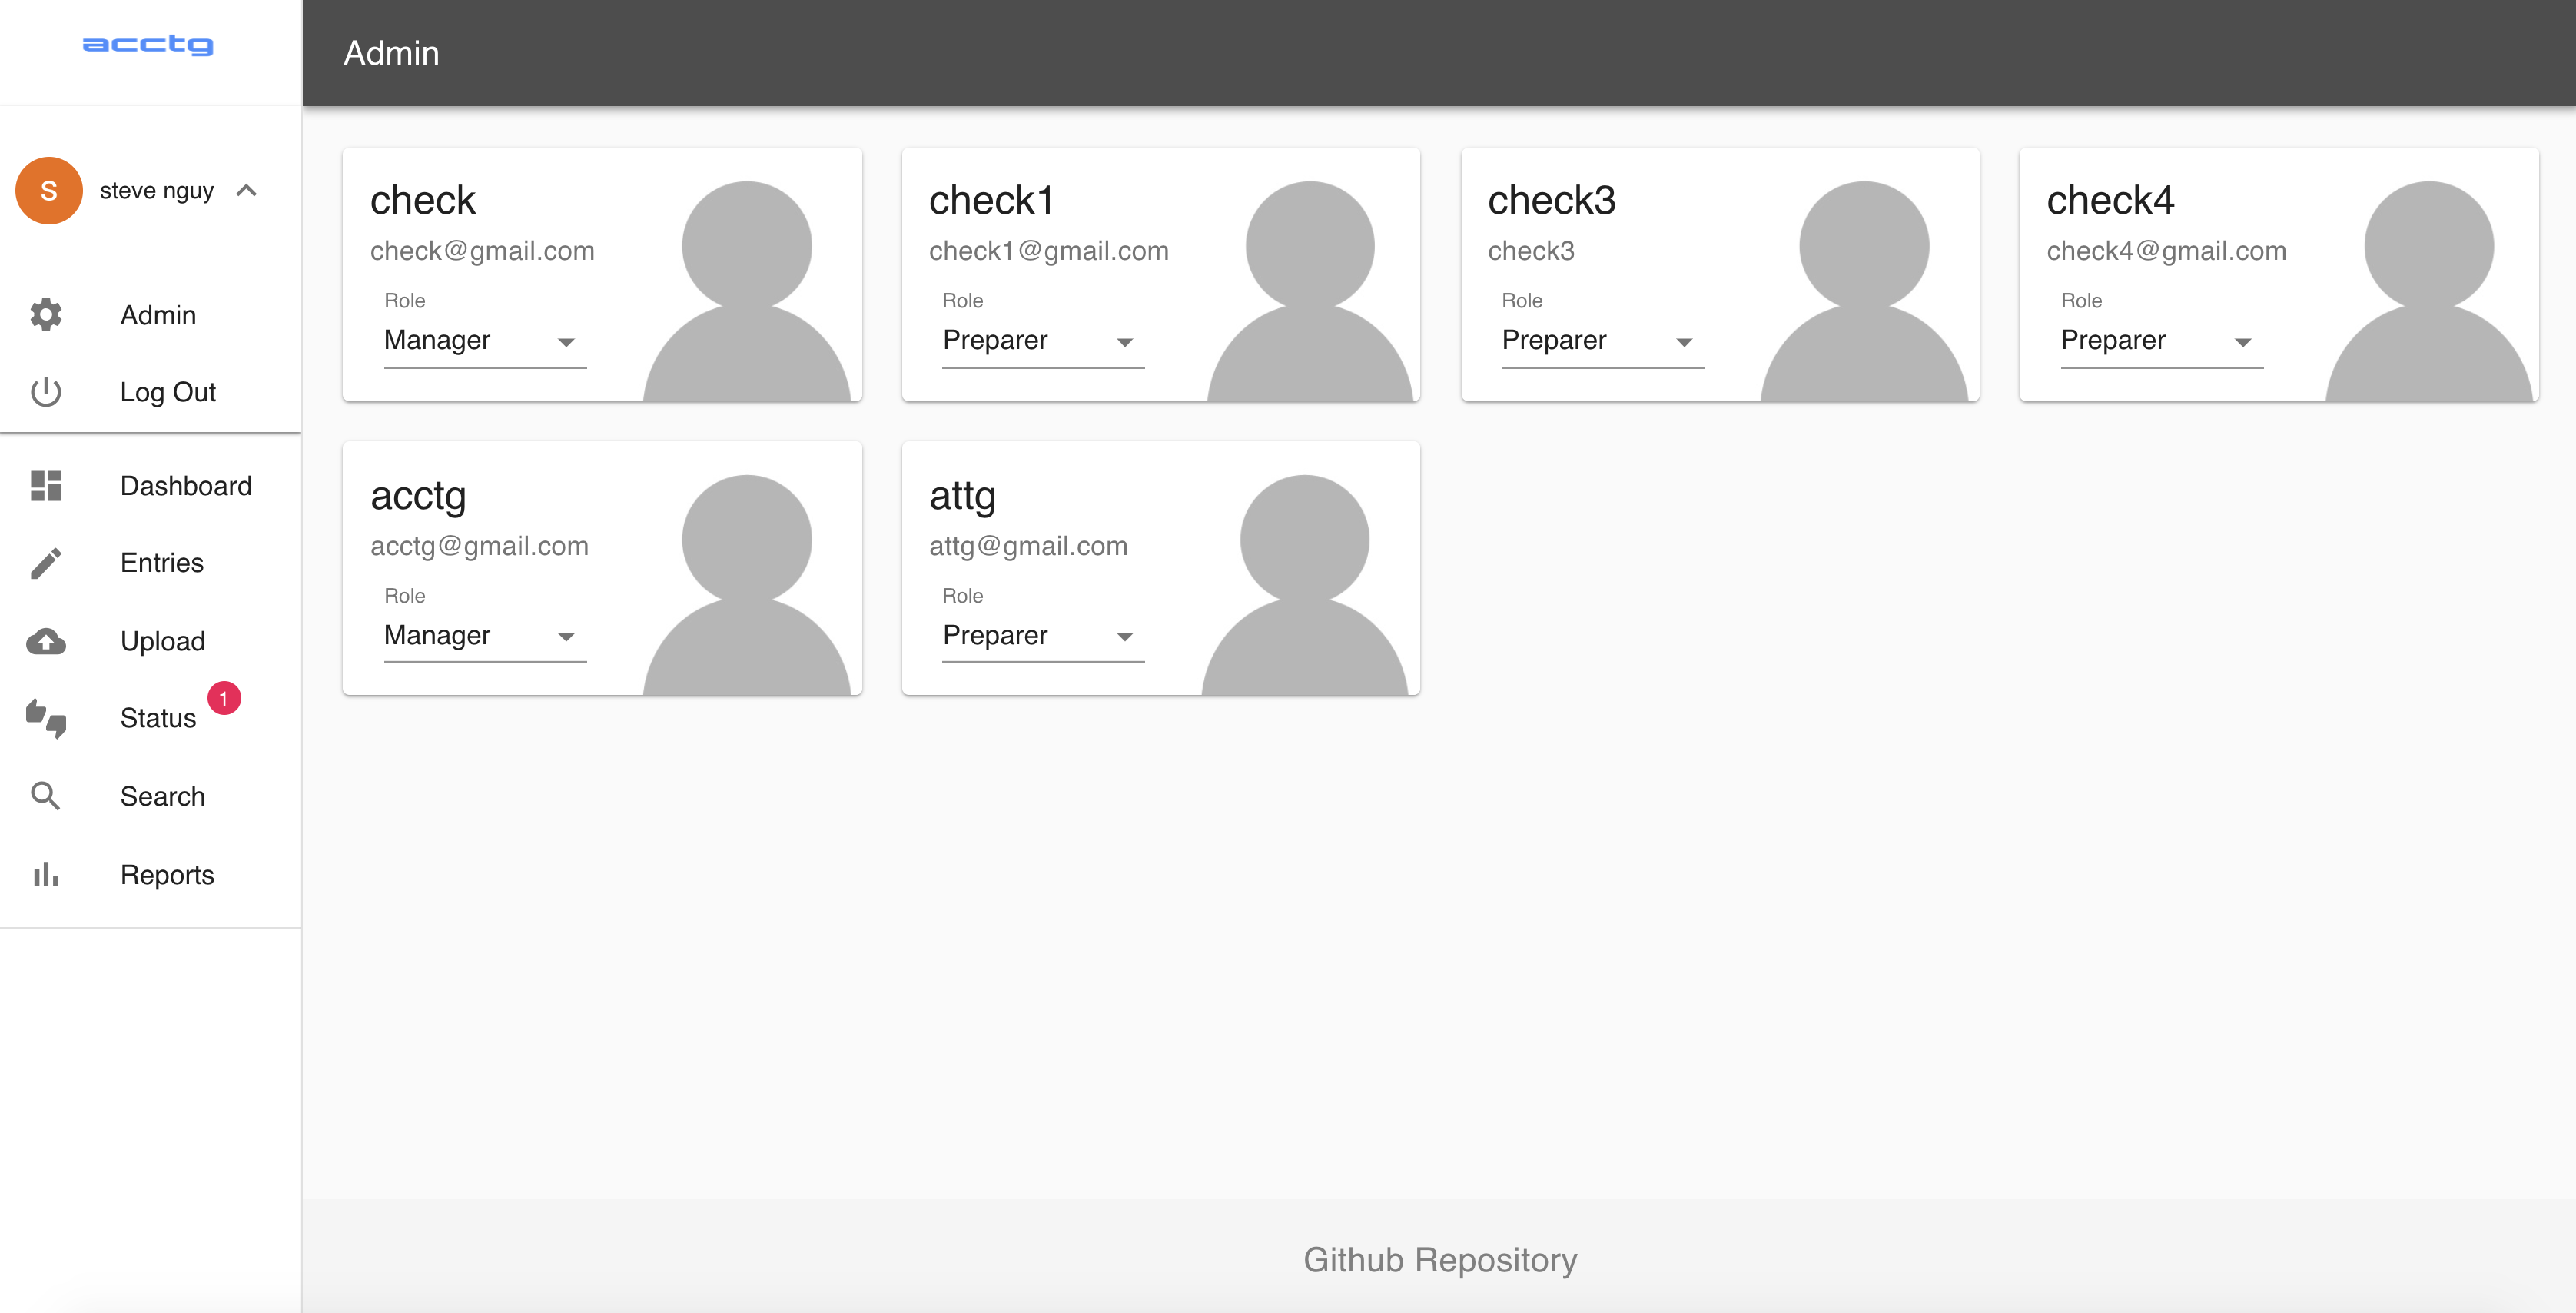 acctg
Admin
S
steve nguy
Admin
Log Out
Dashboard
Entries
Upload
Status
1
Search
Reports
check
check@gmail.com
Role
Manager
check1
check1@gmail.com
Role
Preparer
check3
check3
Role
Preparer
check4
check4@gmail.com
Role
Preparer
acctg
acctg@gmail.com
Role
Manager
attg
attg@gmail.com
Role
Preparer
Github Repository